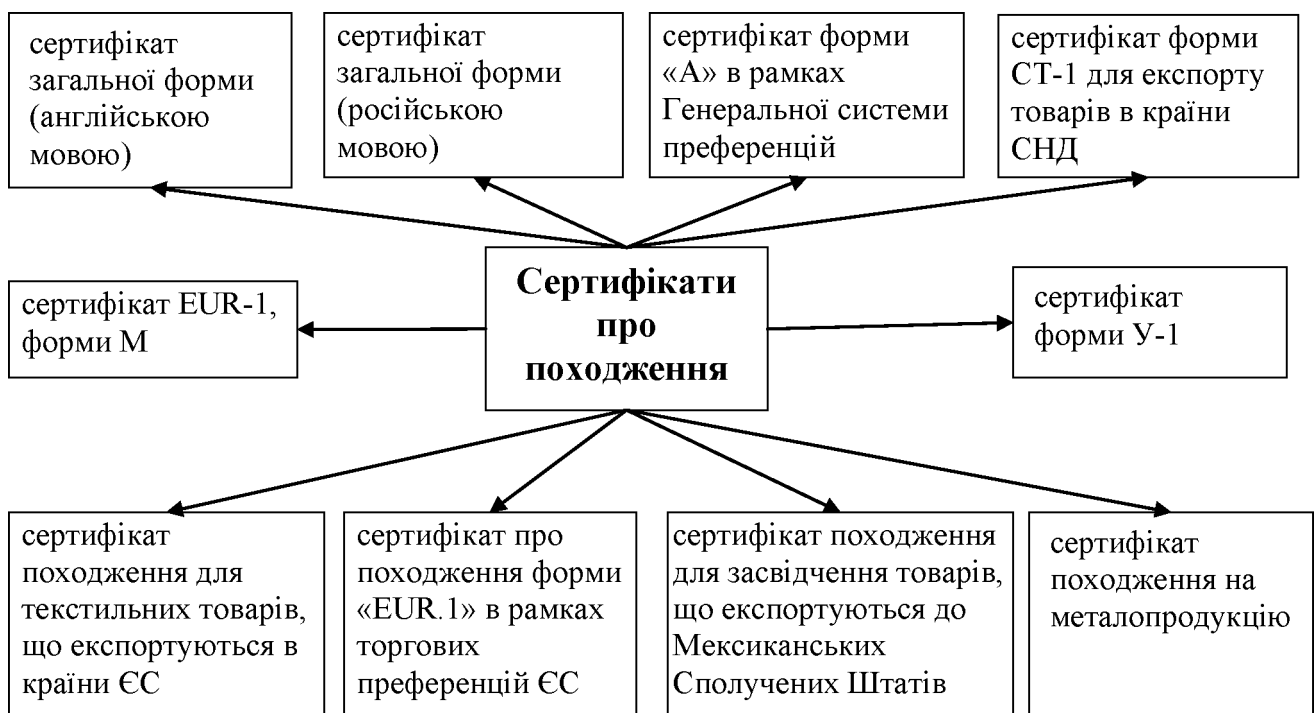 сертифікат
загальної форми
(англійською
мовою)
сертифікат
загальної форми
(російською
мовою)
сертифікат форми
«А» в рамках
Генеральної системи
преференцій
сертифікат форми
СТ-1 для експорту
товарів в країни
СНД
сертифікат EUR-1,
форми М
Сертифікати
про
походження
сертифікат
форми У-1
сертифікат
походження для
текстильних товарів,
що експортуються в
країни ЄС
сертифікат про
походження форми
«EUR.1» в рамках
торгових
преференцій ЄС
сертифікат походження
для засвідчення товарів,
що експортуються до
Мексиканських
Сполучених Штатів
сертифікат
походження на
металопродукцію